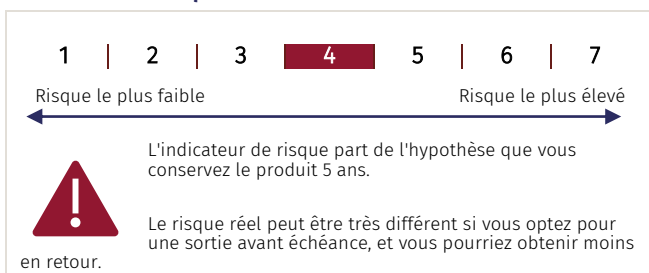 1 | 2 | 3 | 4 | 5 | 6 | 7
Risque le plus faible Risque le plus élevé
L'indicateur de risque part de l'hypothèse que vous
conservez le produit 5 ans.
Le risque réel peut être très différent si vous optez pour
une sortie avant échéance, et vous pourriez obtenir moins
en retour.